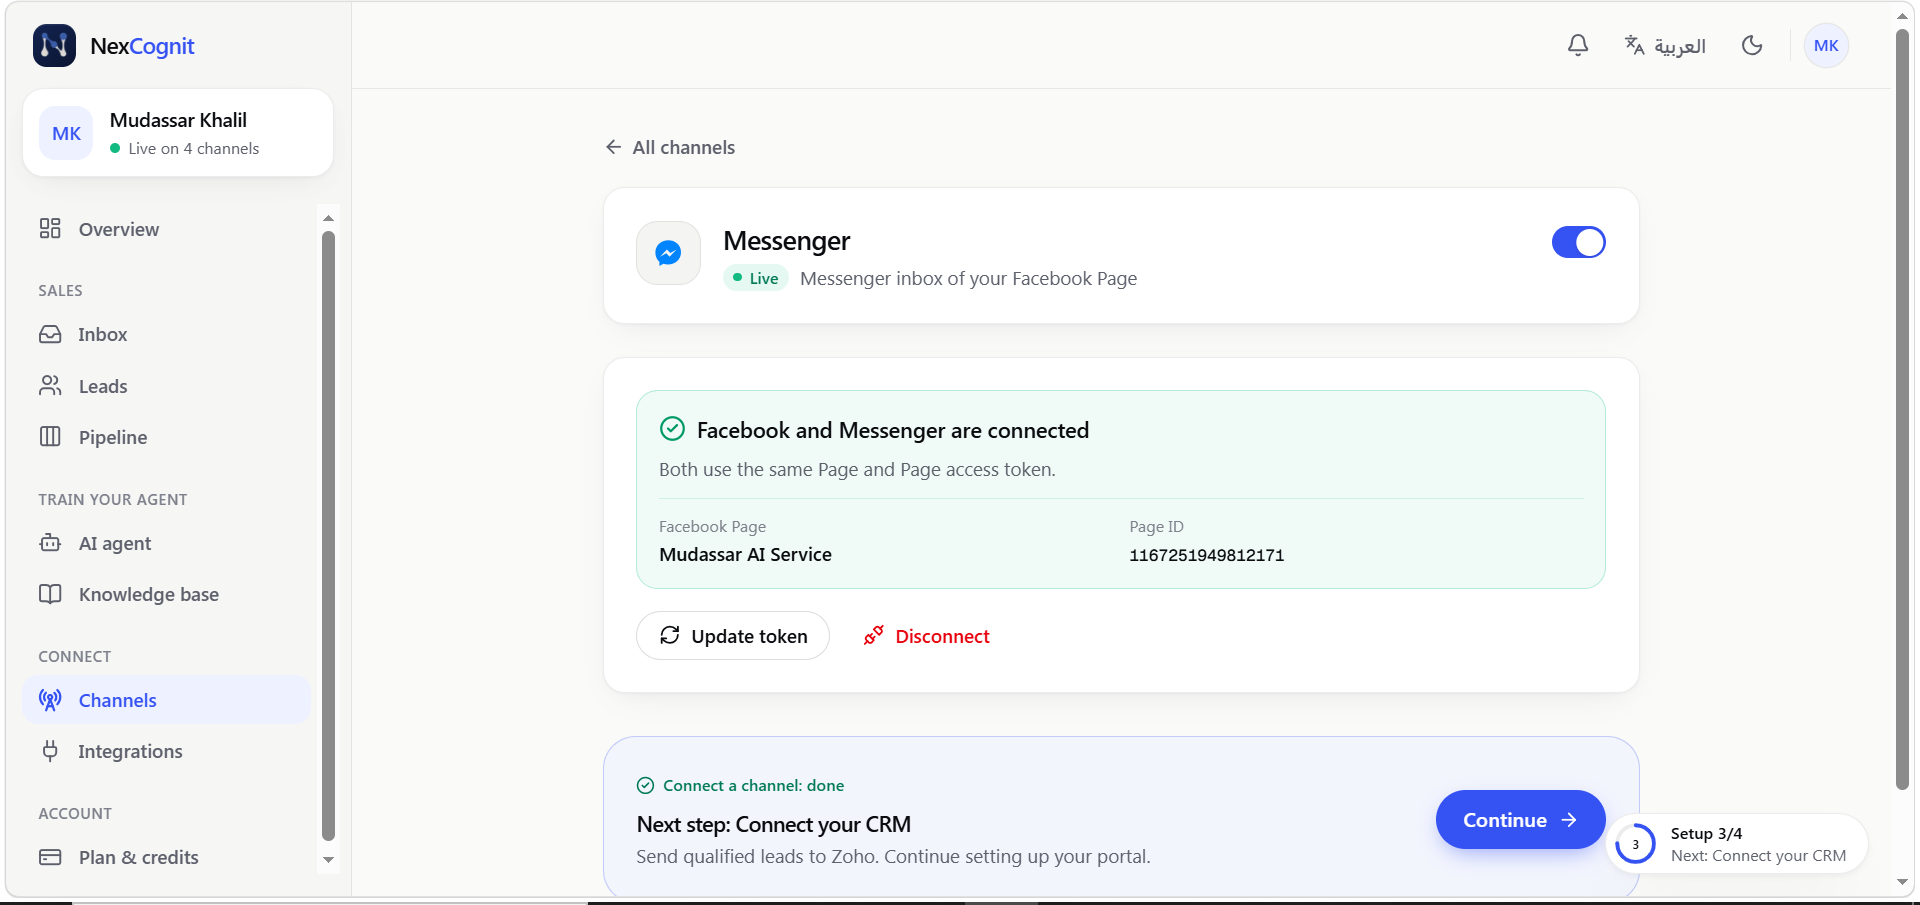 NexCognit
العربية
MK
MK
Mudassar Khalil
Live on 4 channels
Overview
SALES
Inbox
Leads
Pipeline
TRAIN YOUR AGENT
AI agent
Knowledge base
CONNECT
Channels
Integrations
ACCOUNT
Plan & credits
All channels
Messenger
Live
Messenger inbox of your Facebook Page
Facebook and Messenger are connected
Both use the same Page and Page access token.
Facebook Page
Mudassar AI Service
Page ID
1167251949812171
Update token
Disconnect
Connect a channel: done
Next step: Connect your CRM
Send qualified leads to Zoho. Continue setting up your portal.
Continue
3
Setup 3/4
Next: Connect your CRM